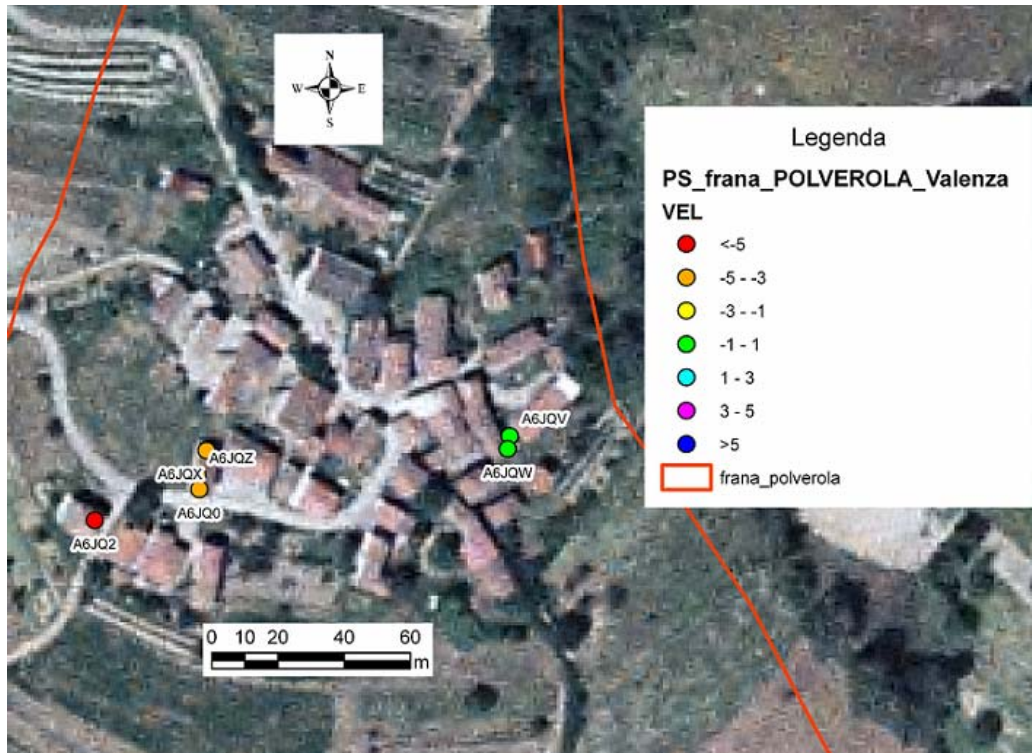 N
W E
S
Legenda
PS_frana_POLVEROLA_Valenza
VEL
<-5
-5 - -3
-3 - -1
-1 - 1
1 - 3
3 - 5
>5
frana_polverola
A6JQV
A6JQW
A6JQZ
A6JQX
A6JQ0
A6JQ2
0 10 20 40 60
m